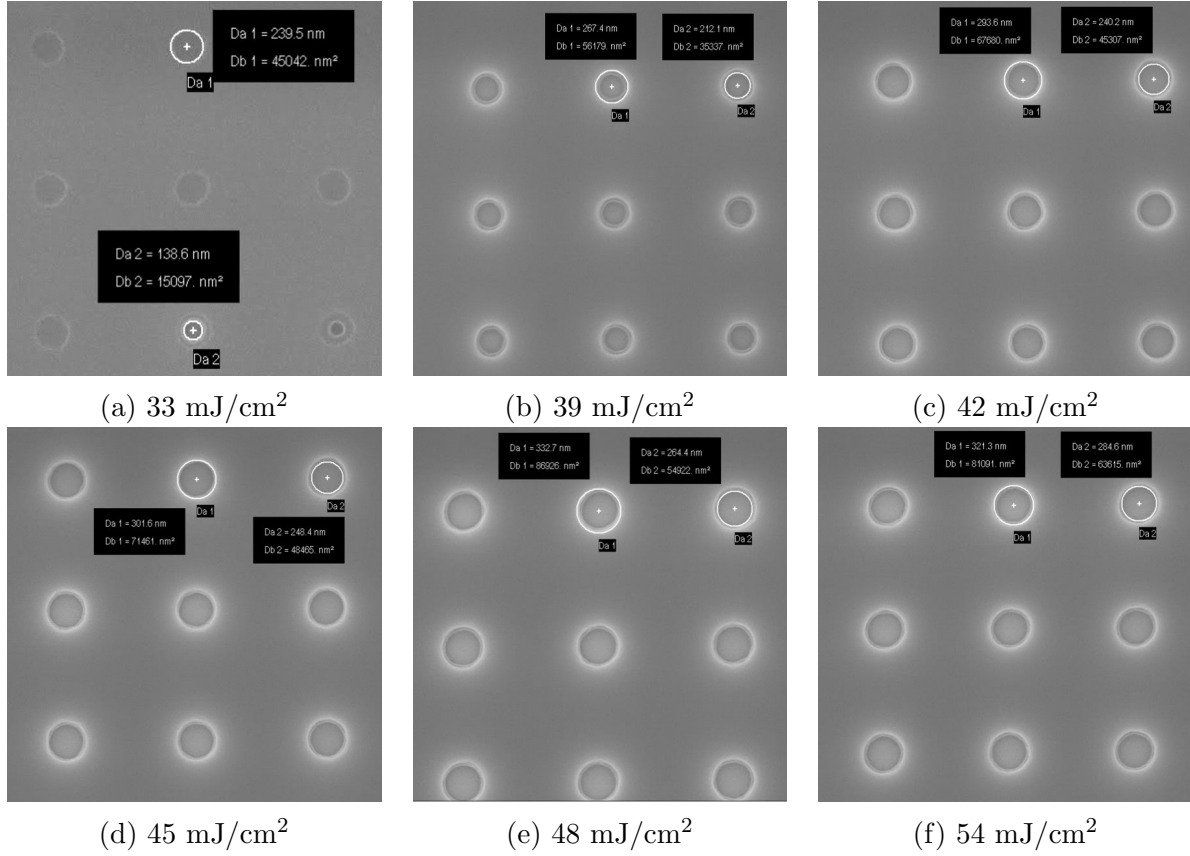 Da 1 = 239.5 nm
Db 1 = 45042. nm²
Da 1
Da 2 = 138.6 nm
Db 2 = 15097. nm²
Da 2
(a) 33 mJ/cm²
Da 1 = 267.4 nm
Db 1 = 56179. nm²
Da 2 = 212.1 nm
Db 2 = 35337. nm²
Da 1
Da 2
(b) 39 mJ/cm²
Da 1 = 293.6 nm
Db 1 = 67680. nm²
Da 2 = 240.2 nm
Db 2 = 45307. nm²
Da 1
Da 2
(c) 42 mJ/cm²
Da 1
Da 2
Da 1 = 301.6 nm
Db 1 = 71461. nm²
Da 2 = 248.4 nm
Db 2 = 48465. nm²
(d) 45 mJ/cm²
Da 1 = 332.7 nm
Db 1 = 86926. nm²
Da 2 = 264.4 nm
Db 2 = 54922. nm²
Da 1
Da 2
(e) 48 mJ/cm²
Da 1 = 321.3 nm
Db 1 = 81091. nm²
Da 2 = 284.6 nm
Db 2 = 63615. nm²
Da 1
Da 2
(f) 54 mJ/cm²